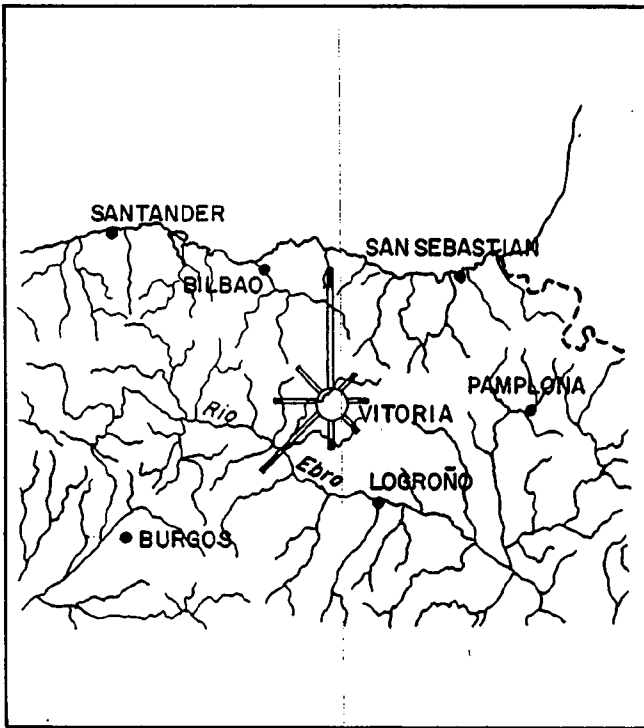 SANTANDER
SAN SEBASTIAN
BILBAO
PAMPLONA
Rio
VITORIA
Ebro
LOGROÑO
BURGOS